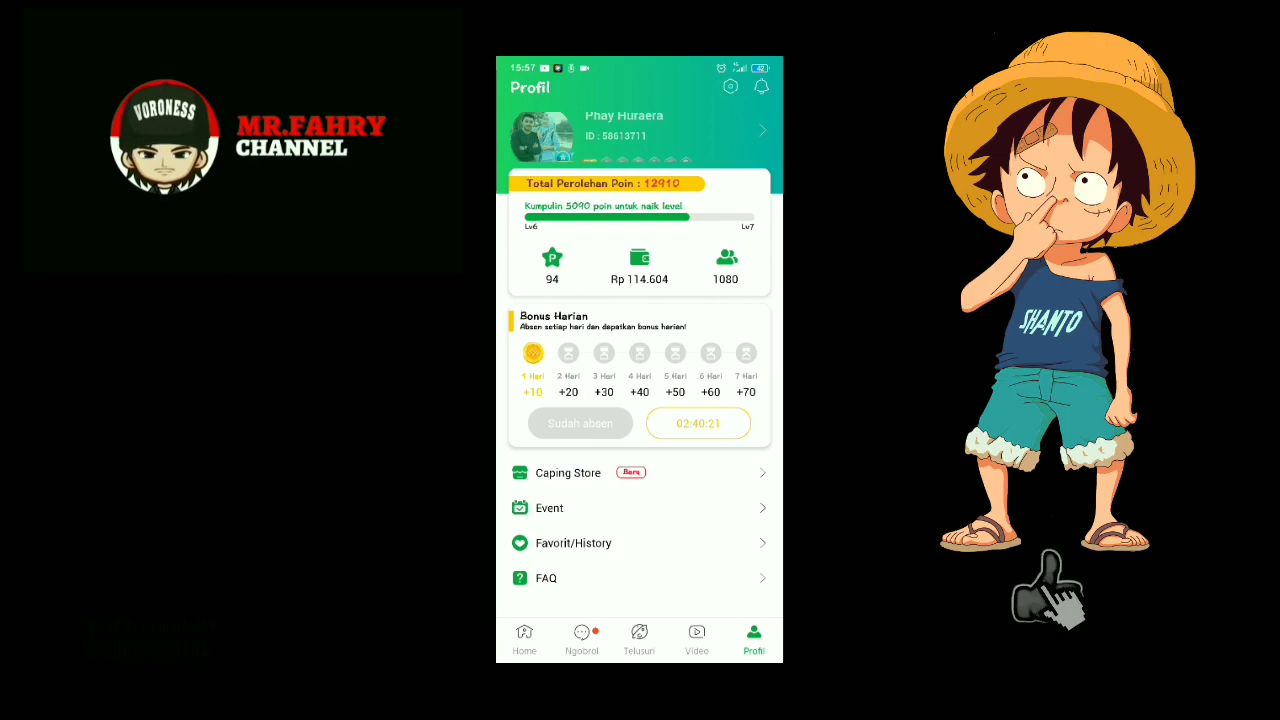 VORONESS
MR.FAHRY
CHANNEL
15:57
42
Profil
Phay Huraera
ID : 58613711
Total Perolehan Poin : 12910
Kumpulin 5090 poin untuk naik level
Lv6
Lv7
P
94
Rp 114.604
1080
Bonus Harian
Absen setiap hari dan dapatkan bonus harian!
1 Hari
2 Hari
3 Hari
4 Hari
5 Hari
6 Hari
7 Hari
+10
+20
+30
+40
+50
+60
+70
Sudah absen
02:40:21
Caping Store
Baru
Event
Favorit/History
FAQ
Home
Ngobrol
Telusuri
Video
Profil
SHANTO